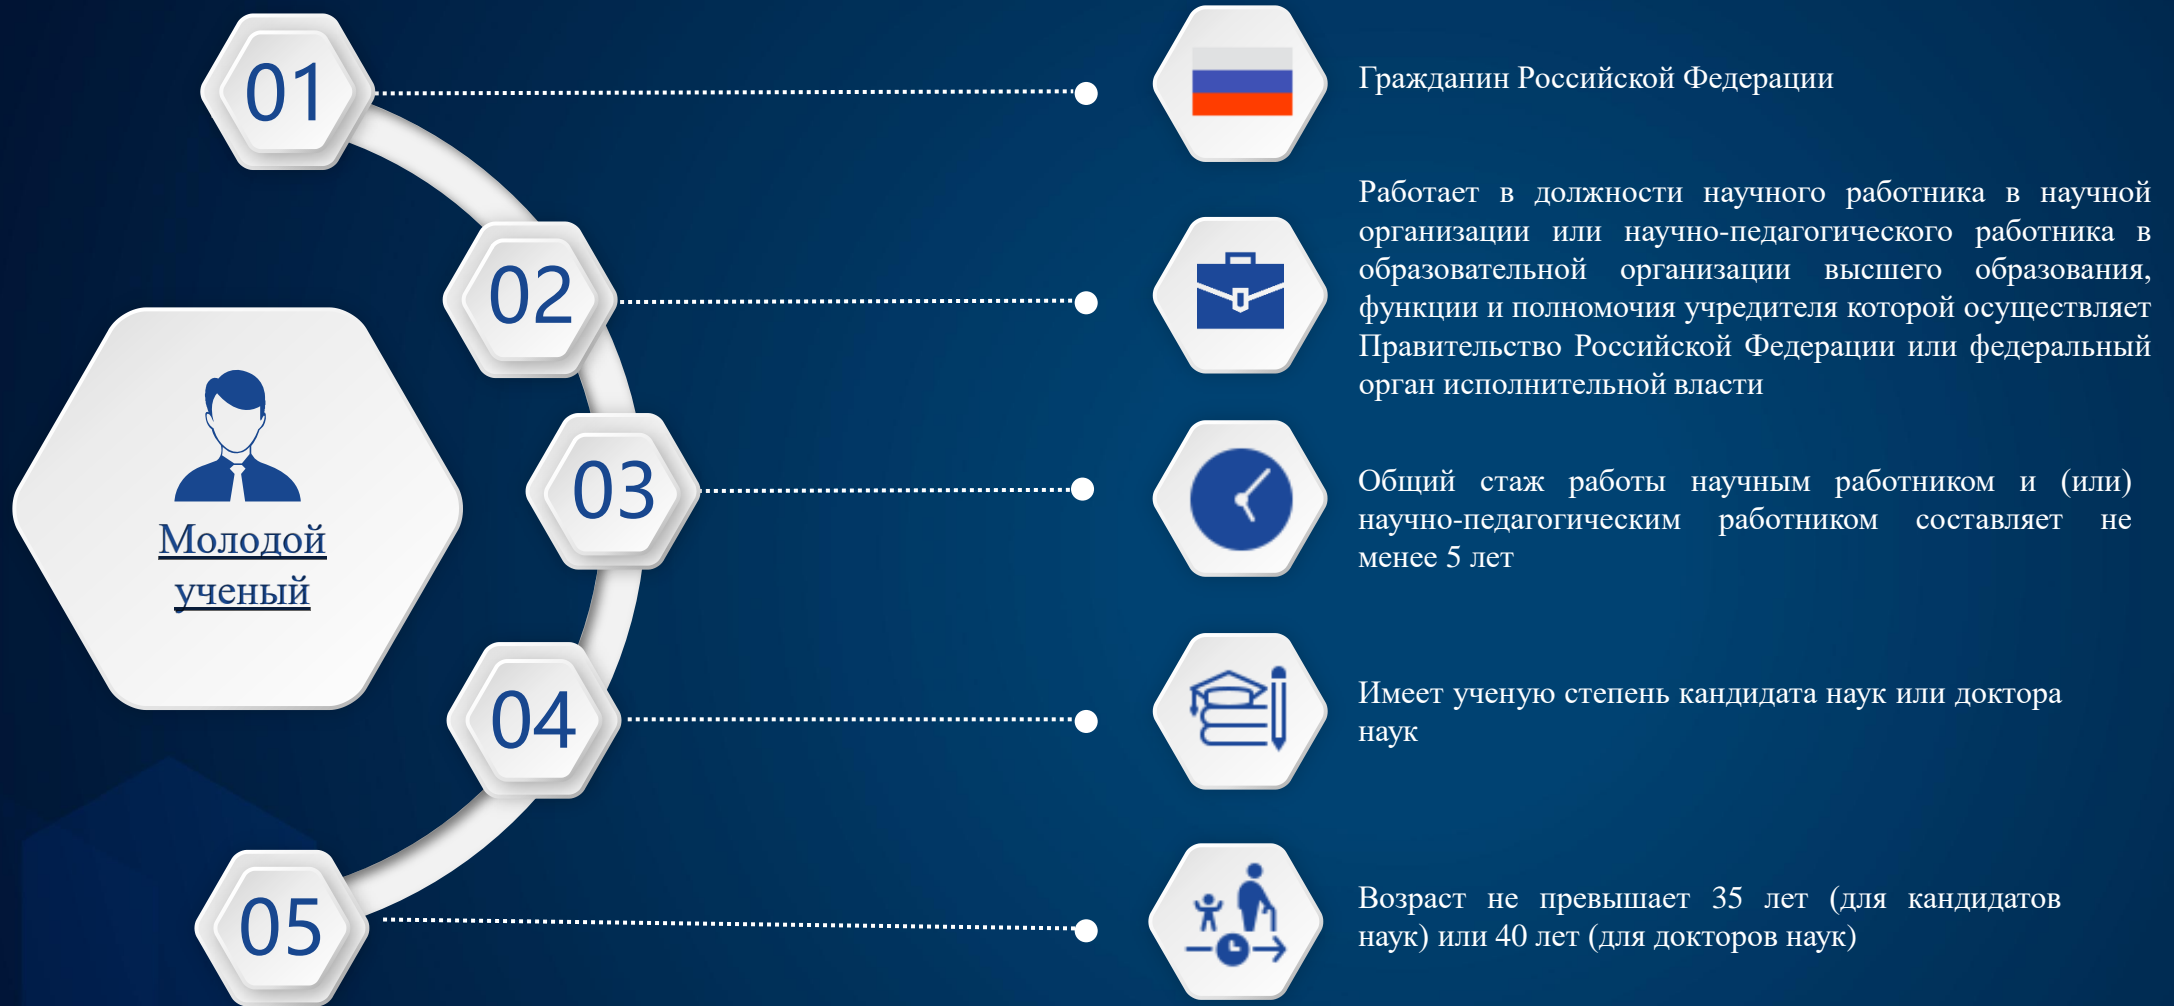 01
Гражданин Российской Федерации
02
Работает в должности научного работника в научной
организации или научно-педагогического работника в
образовательной организации высшего образования,
функции и полномочия учредителя которой осуществляет
Правительство Российской Федерации или федеральный
орган исполнительной власти
Молодой
ученый
03
Общий стаж работы научным работником и (или)
научно-педагогическим работником составляет не
менее 5 лет
04
Имеет ученую степень кандидата наук или доктора
наук
05
Возраст не превышает 35 лет (для кандидатов
наук) или 40 лет (для докторов наук)